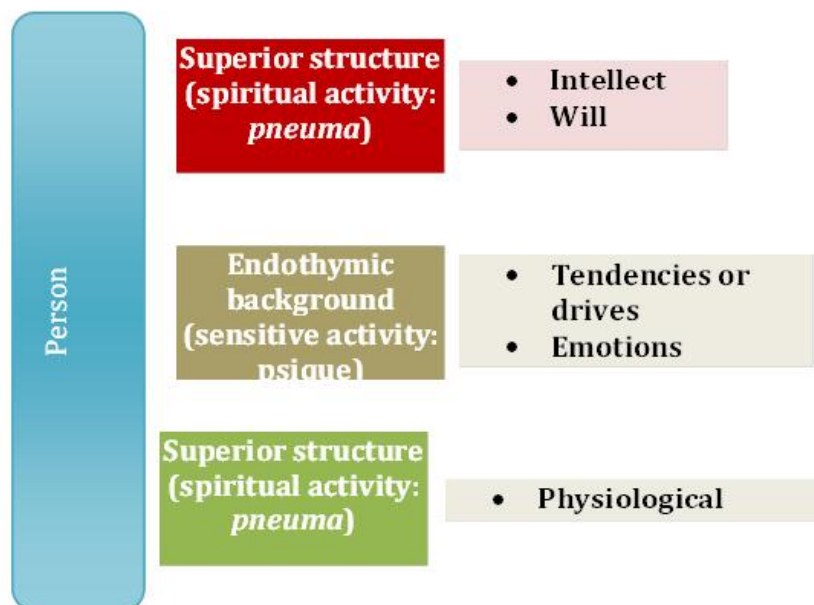 Person
Superior structure
(spiritual activity:
pneuma)
• Intellect
• Will
Endothymic
background
(sensitive activity:
psique)
• Tendencies or
drives
• Emotions
Superior structure
(spiritual activity:
pneuma)
• Physiological